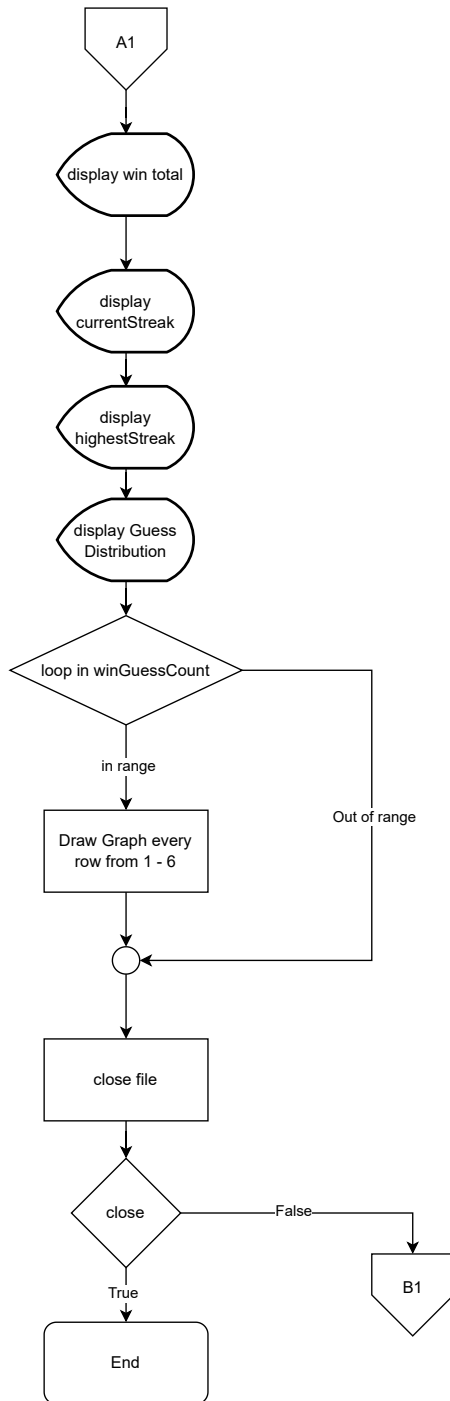 A1
display win total
display
currentStreak
display
highestStreak
display Guess
Distribution
loop in winGuessCount
in range
Out of range
Draw Graph every
row from 1 - 6
close file
close
False
B1
True
End